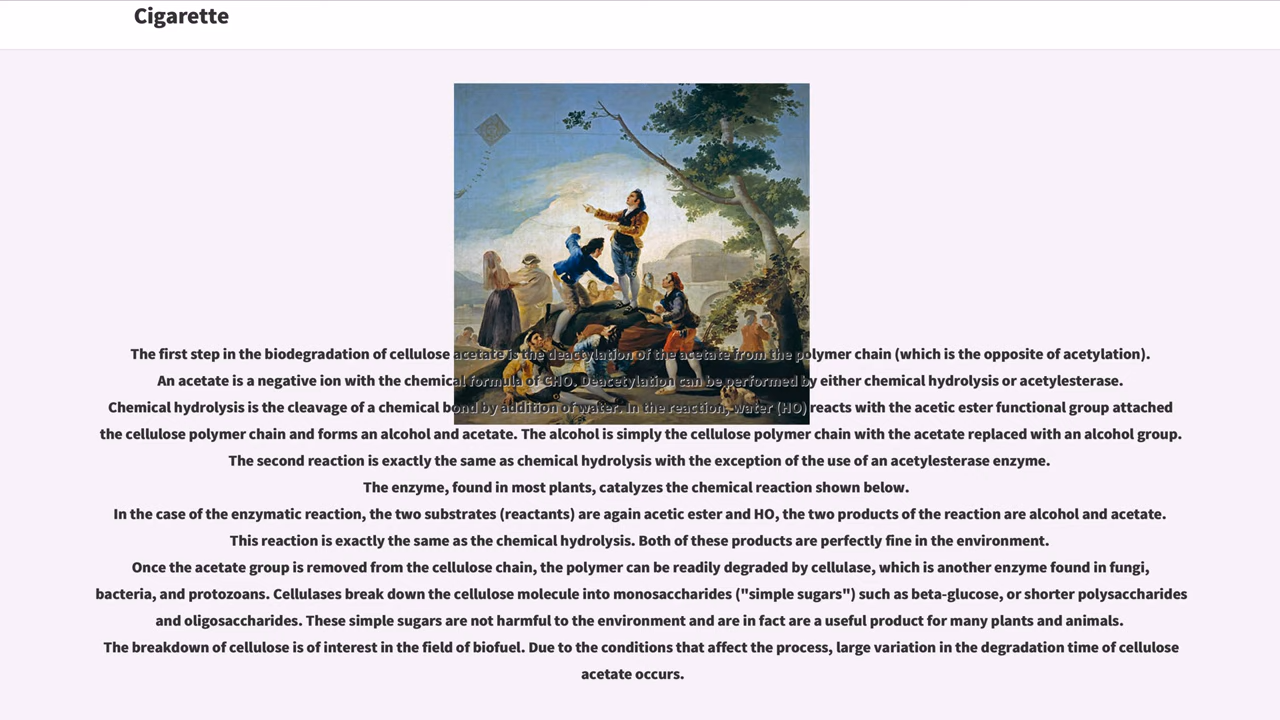 Cigarette
The first step in the biodegradation of cellulose acetate is the deactylation of the acetate from the polymer chain (which is the opposite of acetylation).
An acetate is a negative ion with the chemical formula of CHO. Deacetylation can be performed by either chemical hydrolysis or acetylesterase.
Chemical hydrolysis is the cleavage of a chemical bond by addition of water. In the reaction, water (HO) reacts with the acetic ester functional group attached
the cellulose polymer chain and forms an alcohol and acetate. The alcohol is simply the cellulose polymer chain with the acetate replaced with an alcohol group.
The second reaction is exactly the same as chemical hydrolysis with the exception of the use of an acetylesterase enzyme.
The enzyme, found in most plants, catalyzes the chemical reaction shown below.
In the case of the enzymatic reaction, the two substrates (reactants) are again acetic ester and HO, the two products of the reaction are alcohol and acetate.
This reaction is exactly the same as the chemical hydrolysis. Both of these products are perfectly fine in the environment.
Once the acetate group is removed from the cellulose chain, the polymer can be readily degraded by cellulase, which is another enzyme found in fungi,
bacteria, and protozoans. Cellulases break down the cellulose molecule into monosaccharides ("simple sugars") such as beta-glucose, or shorter polysaccharides
and oligosaccharides. These simple sugars are not harmful to the environment and are in fact are a useful product for many plants and animals.
The breakdown of cellulose is of interest in the field of biofuel. Due to the conditions that affect the process, large variation in the degradation time of cellulose
acetate occurs.